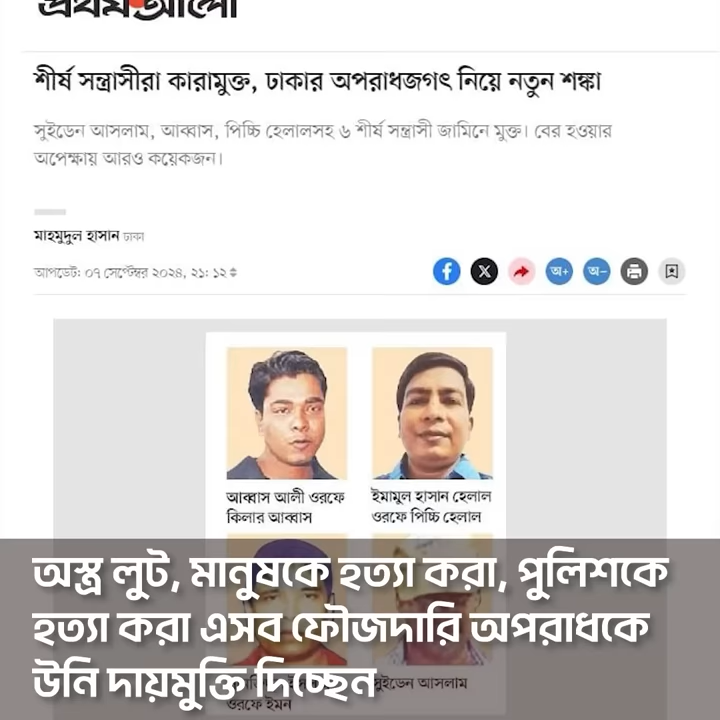 প্রথম আলো
শীর্ষ সন্ত্রাসীরা কারামুক্ত, ঢাকার অপরাধজগৎ নিয়ে নতুন শঙ্কা
সুইডেন আসলাম, আব্বাস, পিচ্চি হেলালসহ ৬ শীর্ষ সন্ত্রাসী জামিনে মুক্ত। বের হওয়ার
অপেক্ষায় আরও কয়েকজন।
মাহমুদুল হাসান ঢাকা
আপডেট: ০৭ সেপ্টেম্বর ২০২৪, ২১: ১২
অ+ অ−
আব্বাস আলী ওরফে
কিলার আব্বাস
ইমামুল হাসান হেলাল
ওরফে পিচ্চি হেলাল
অস্ত্র লুট, মানুষকে হত্যা করা, পুলিশকে
হত্যা করা এসব ফৌজদারি অপরাধকে
উনি দায়মুক্তি দিচ্ছেন
সুইডেন আসলাম
ওরফে ইমন